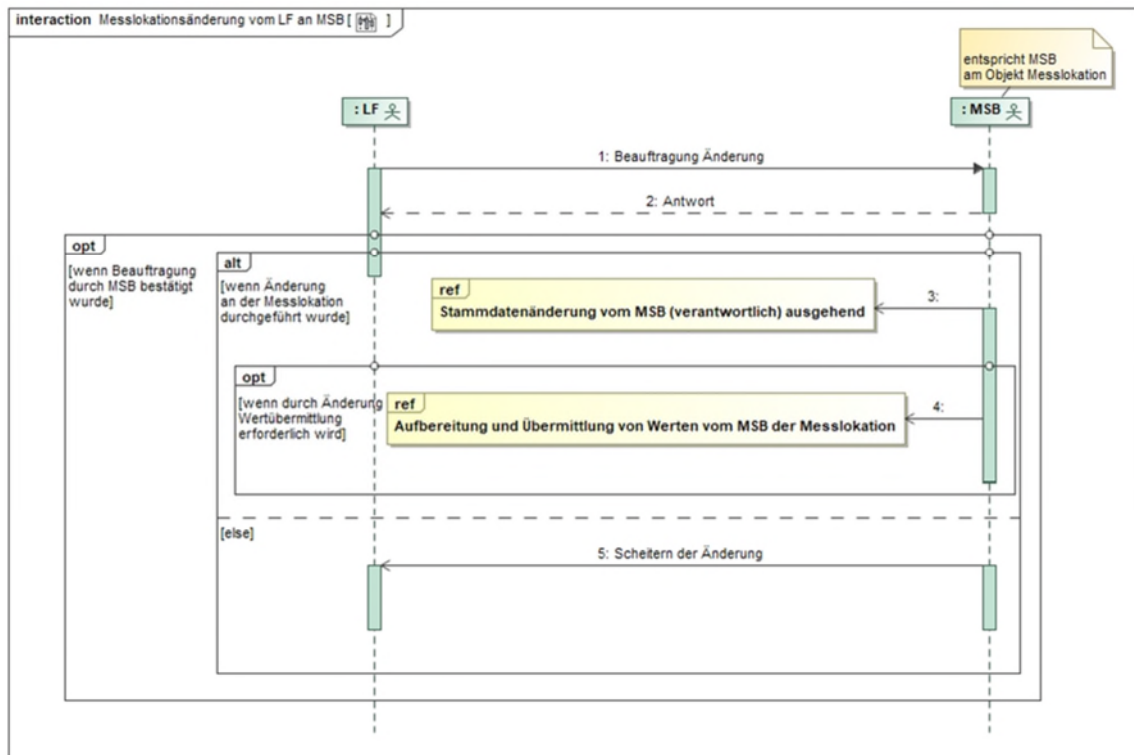 interaction Messlokationsänderung vom LF an MSB [ ]
entspricht MSB
am Objekt Messlokation
: LF
: MSB
1: Beauftragung Änderung
2: Antwort
opt
[wenn Beauftragung
durch MSB bestätigt
wurde]
alt
[wenn Änderung
an der Messlokation
durchgeführt wurde]
ref
Stammdatenänderung vom MSB (verantwortlich) ausgehend
3:
opt
[wenn durch Änderung
Wertübermittlung
erforderlich wird]
ref
Aufbereitung und Übermittlung von Werten vom MSB der Messlokation
4:
[else]
5: Scheitern der Änderung